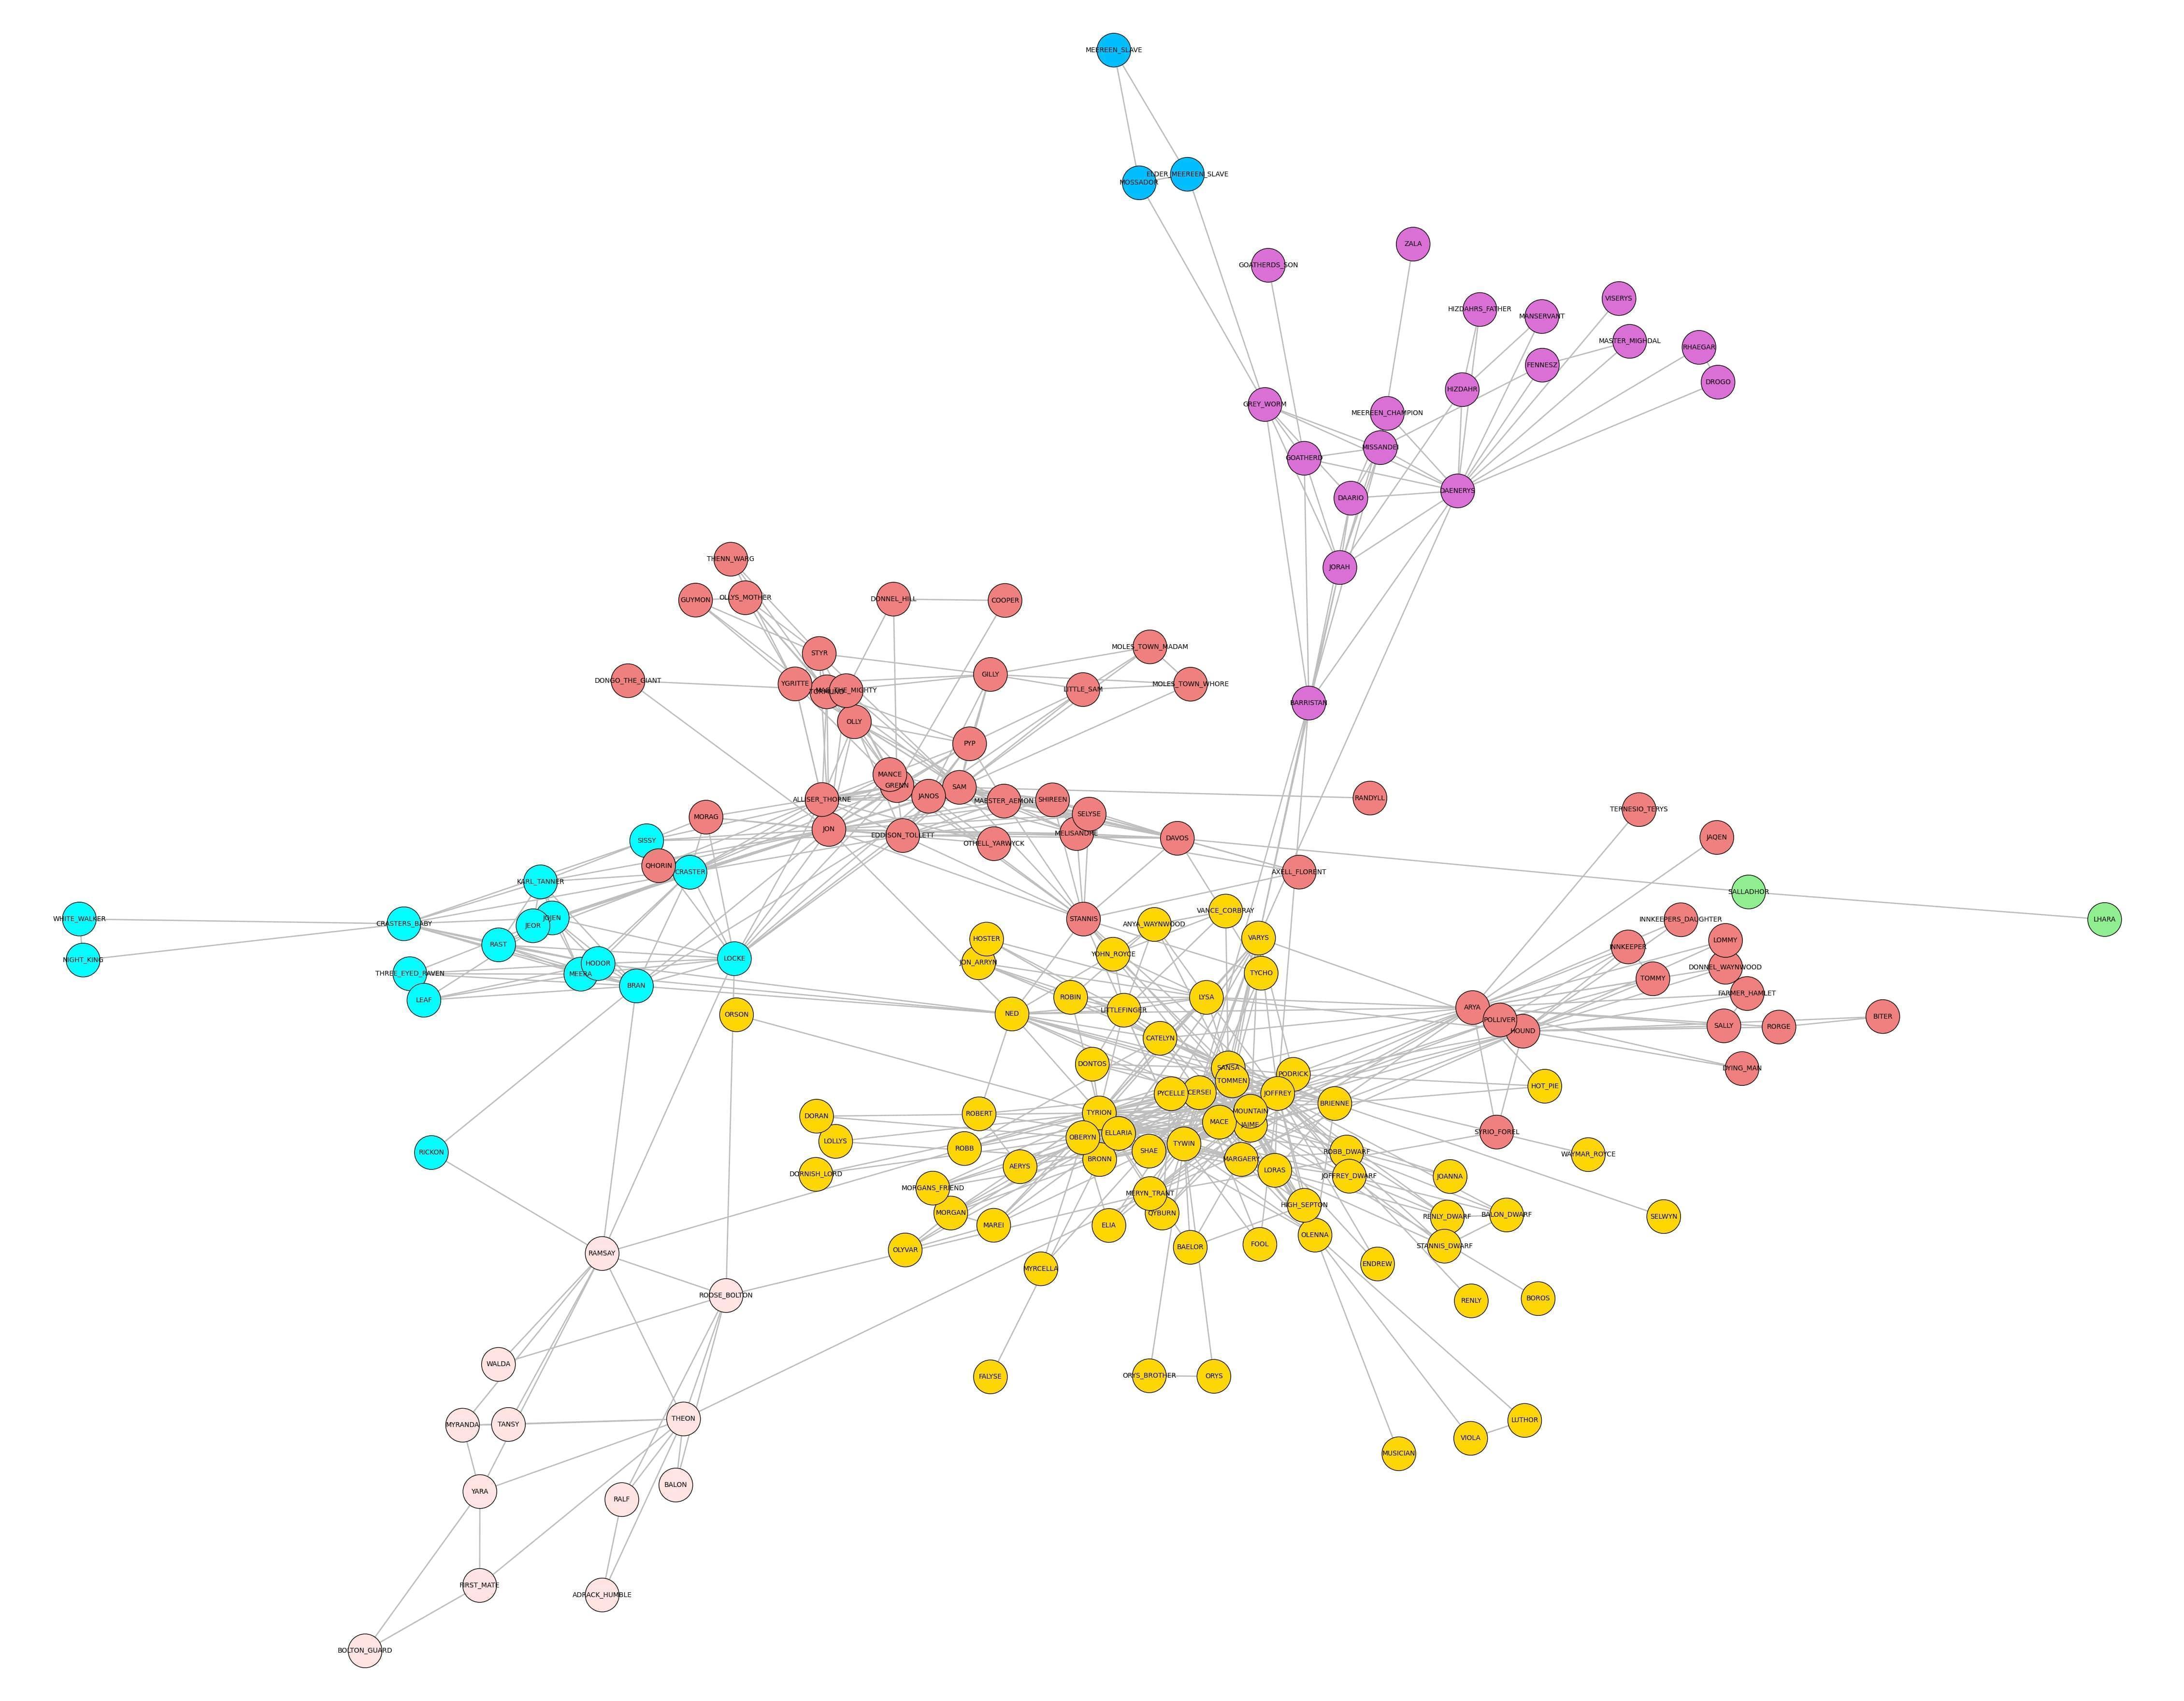 MEEREEN_SLAVE
ELDER_MEEREEN_SLAVE
MOSSADOR
ZALA
GOATHERDS_SON
VISERYS
HIZDAHRS_FATHER
MANSERVANT
MASTER_MIGHDAL
RHAEGAR
FENNESZ
DROGO
HIZDAHR
GREY_WORM
MEEREEN_CHAMPION
MISSANDEI
GOATHERD
DAENERYS
DAARIO
JORAH
THENN_WARG
OLLYS_MOTHER
GUYMON
DONNEL_HILL
COOPER
MOLES_TOWN_MADAM
STYR
GILLY
DONGO_THE_GIANT
YGRITTE
MAG_THE_MIGHTY
LITTLE_SAM
MOLES_TOWN_WHORE
BARRISTAN
OLLY
PYP
MANCE
GRENN
SAM
JANOS
ALLISER_THORNE
MAESTER_AEMON
SHIREEN
RANDYLL
TERNESIO_TERYS
SELYSE
MORAG
JON
EDDISON_TOLLETT
MELISANDRE
DAVOS
JAQEN
SISSY
OTHELL_YARWYCK
QHORIN
CRASTER
AXELL_FLORENT
KARL_TANNER
SALLADHOR
WHITE_WALKER
CRASTERS_BABY
JOJEN
JEOR
STANNIS
ANYA_WAYNWOOD
VANCE_CORBRAY
INNKEEPERS_DAUGHTER
LHARA
RAST
HOSTER
VARYS
LOMMY
INNKEEPER
NIGHT_KING
HODOR
LOCKE
JON_ARRYN
YOHN_ROYCE
THREE_EYED_RAVEN
MEERA
TYCHO
DONNEL_WAYNWOOD
TOMMY
BRAN
LEAF
ROBIN
LYSA
FARMER_HAMLET
ORSON
NED
LITTLEFINGER
ARYA
POLLIVER
HOUND
SALLY
RORGE
BITER
CATELYN
DONTOS
SANSA
DYING_MAN
TOMMEN
PODRICK
HOT_PIE
PYCELLE
CERSEI
JOFFREY
BRIENNE
DORAN
ROBERT
TYRION
MOUNTAIN
MACE
JAIME
SYRIO_FOREL
LOLLYS
OBERYN
ELLARIA
TYWIN
RICKON
ROBB
SHAE
ROBB_DWARF
WAYMAR_ROYCE
BRONN
MARGAERY
DORNISH_LORD
AERYS
LORAS
JOFFREY_DWARF
JOANNA
MORGANS_FRIEND
MERYN_TRANT
MORGAN
QYBURN
HIGH_SEPTON
RENLY_DWARF
BALON_DWARF
SELWYN
MAREI
ELIA
OLENNA
OLYVAR
BAELOR
FOOL
STANNIS_DWARF
RAMSAY
ENDREW
MYRCELLA
ROOSE_BOLTON
RENLY
BOROS
WALDA
FALYSE
ORYS_BROTHER
ORYS
MYRANDA
TANSY
THEON
LUTHOR
VIOLA
MUSICIAN
YARA
RALF
BALON
FIRST_MATE
ADRACK_HUMBLE
BOLTON_GUARD